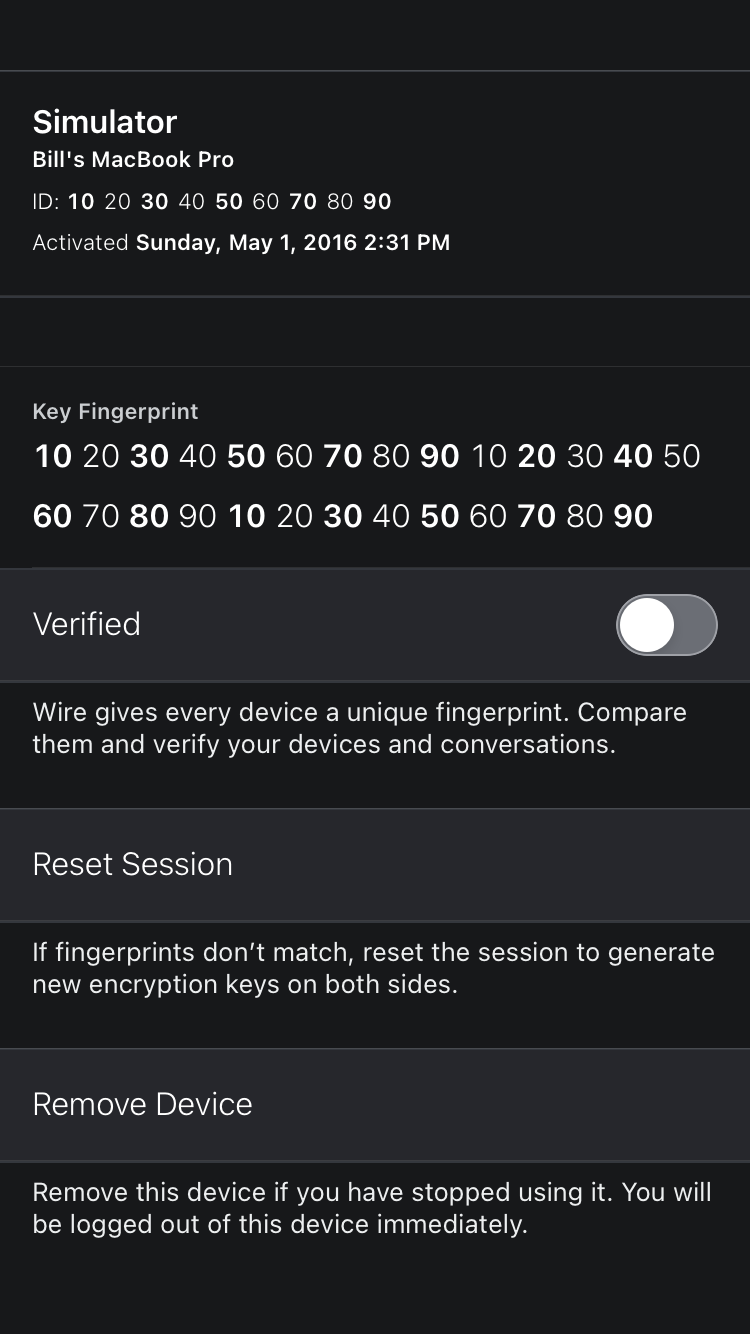 Simulator
Bill's MacBook Pro
ID: 10 20 30 40 50 60 70 80 90
Activated Sunday, May 1, 2016 2:31 PM
Key Fingerprint
10 20 30 40 50 60 70 80 90 10 20 30 40 50
60 70 80 90 10 20 30 40 50 60 70 80 90
Verified
Wire gives every device a unique fingerprint. Compare
them and verify your devices and conversations.
Reset Session
If fingerprints don’t match, reset the session to generate
new encryption keys on both sides.
Remove Device
Remove this device if you have stopped using it. You will
be logged out of this device immediately.